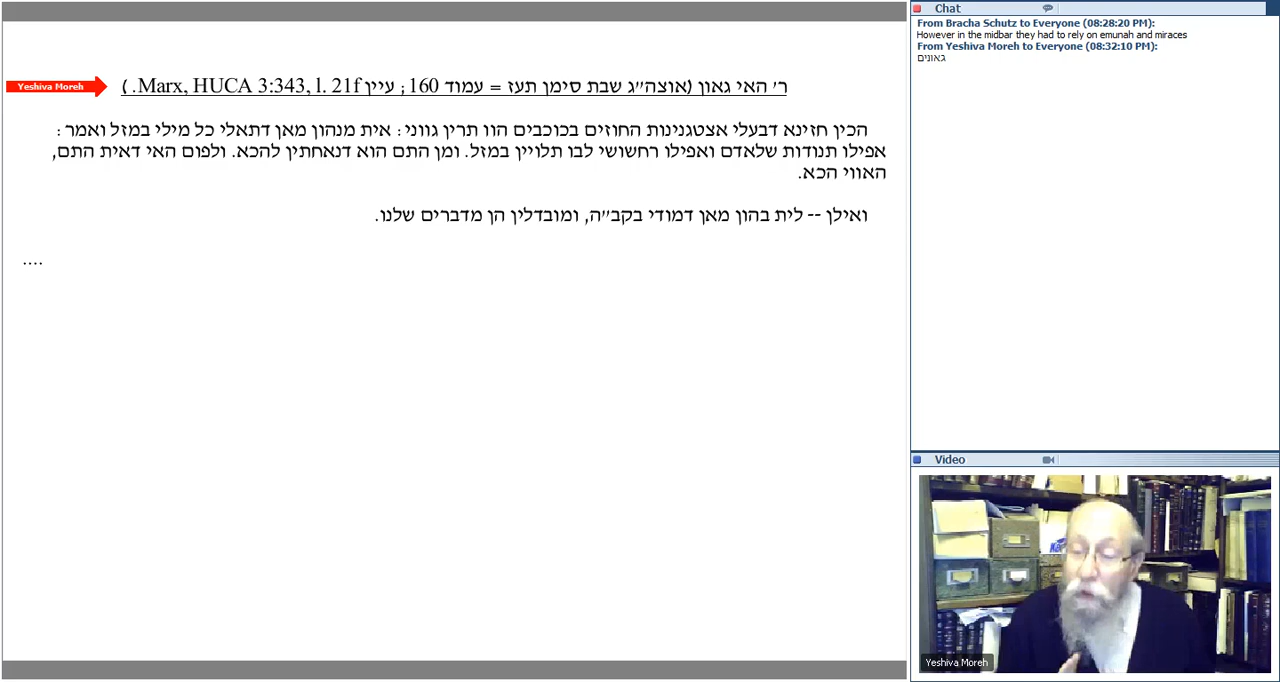 Yeshiva Moreh
ר' האי גאון (אוצה"ג שבת סימן תעז = עמוד 160; עיין Marx, HUCA 3:343, l. 21f.)
הכין חזינא דבעלי אצטגנינות החוזים בכוכבים הוו תרין גווני: אית מנהון מאן דתאלי כל מילי במזל ואמר:
אפילו תנודות שלאדם ואפילו רחשושי לבו תלויין במזל. ומן התם הוא דנאחתין להכא. ולפום האי דאית התם,
האווי הכא.
ואילן -- לית בהון מאן דמודי בקב"ה, ומובדלין הן מדברים שלנו.
....
Chat
From Bracha Schutz to Everyone (08:28:20 PM):
However in the midbar they had to rely on emunah and miraces
From Yeshiva Moreh to Everyone (08:32:10 PM):
גאונים
Video
Yeshiva Moreh